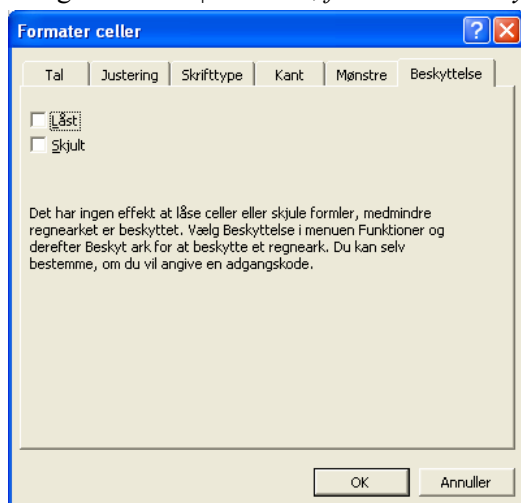 Formater celler
Tal Justering Skrifttype Kant Mønstre Beskyttelse
Låst
Skjult
Det har ingen effekt at låse celler eller skjule formler, medmindre
regnearket er beskyttet. Vælg Beskyttelse i menuen Funktioner og
derefter Beskyt ark for at beskytte et regneark. Du kan selv
bestemme, om du vil angive en adgangskode.
OK Annuller